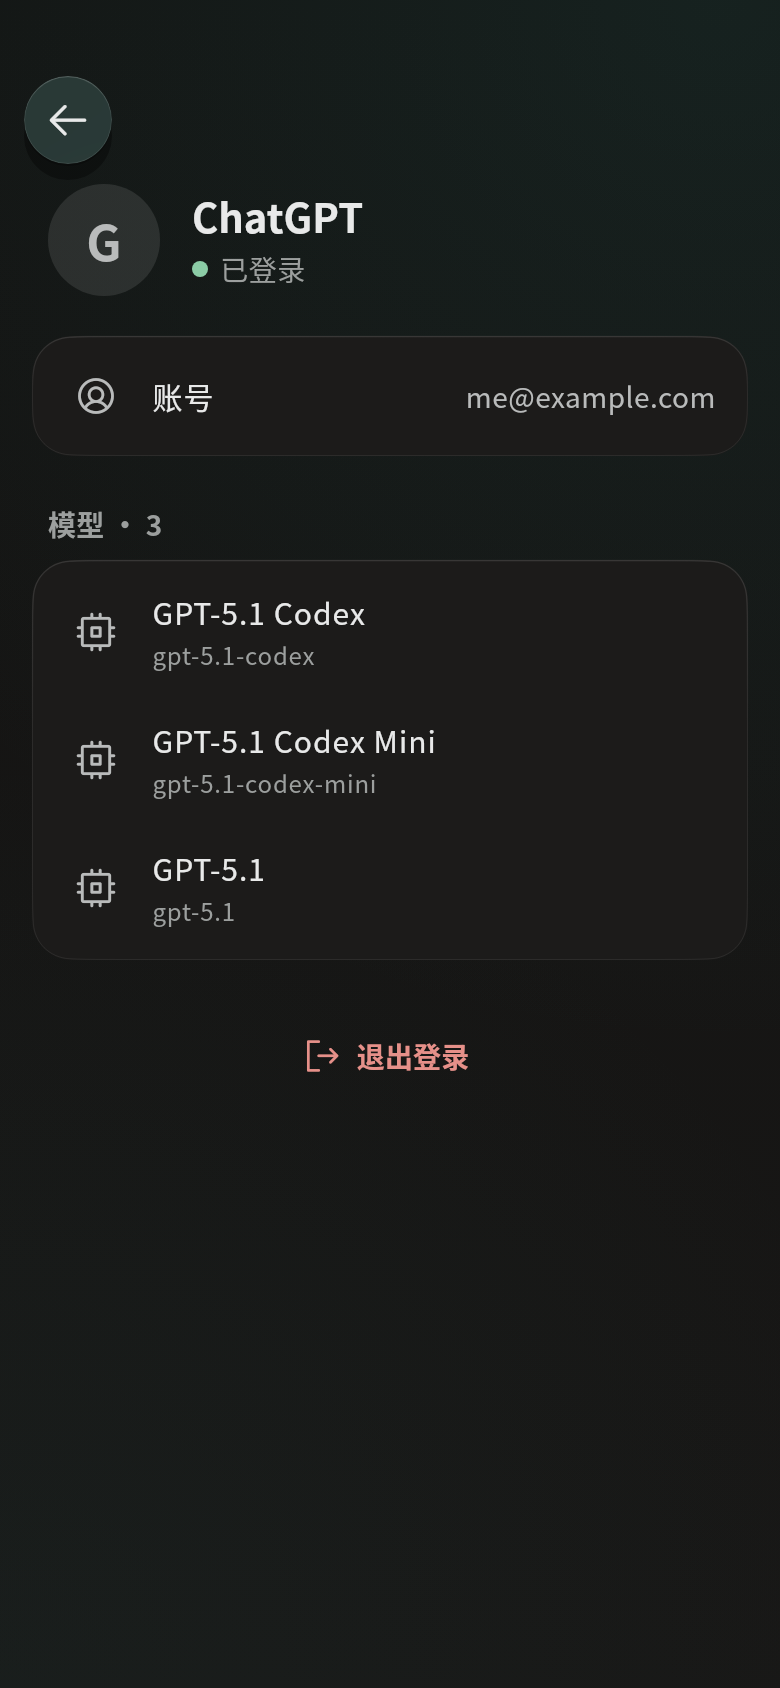 G
ChatGPT
已登录
账号 me@example.com
模型 · 3
GPT-5.1 Codex
gpt-5.1-codex
GPT-5.1 Codex Mini
gpt-5.1-codex-mini
GPT-5.1
gpt-5.1
退出登录